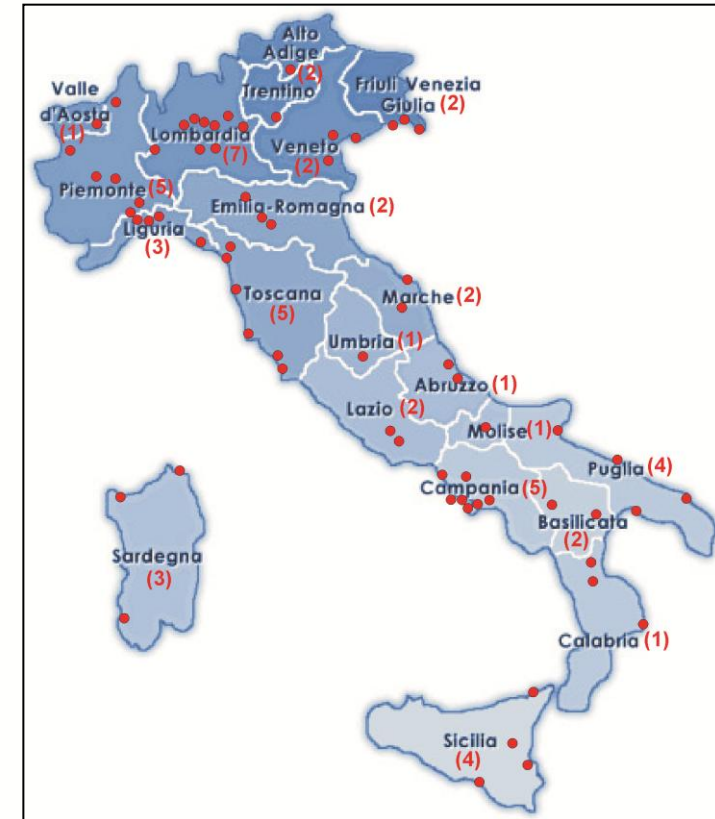 Alto
Adige
(2)
Trentino
Valle
d'Aosta
(1)
Friuli Venezia
Giulia (2)
Lombardia
(7)
Veneto
(2)
Piemonte (5)
Emilia-Romagna (2)
Liguria
(3)
Toscana
(5)
Marche (2)
Umbria (1)
Abruzzo (1)
Lazio (2)
Molise (1)
Puglia (4)
Campania (5)
Basilicata
(2)
Sardegna
(3)
Calabria (1)
Sicilia
(4)